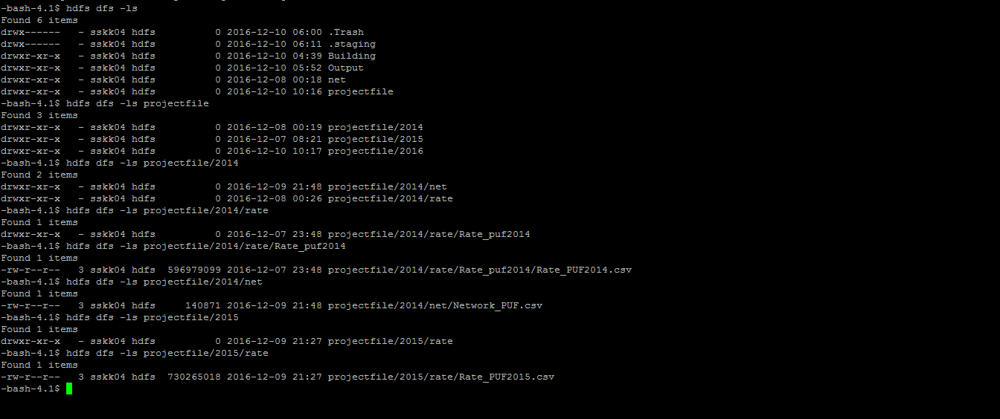 -bash-4.1$ hdfs dfs -ls
Found 6 items
drwx------   - sskk04 hdfs          0 2016-12-10 06:00 .Trash
drwx------   - sskk04 hdfs          0 2016-12-10 06:11 .staging
drwxr-xr-x   - sskk04 hdfs          0 2016-12-10 04:39 Building
drwxr-xr-x   - sskk04 hdfs          0 2016-12-10 05:52 Output
drwxr-xr-x   - sskk04 hdfs          0 2016-12-08 00:18 net
drwxr-xr-x   - sskk04 hdfs          0 2016-12-10 10:16 projectfile
-bash-4.1$ hdfs dfs -ls projectfile
Found 3 items
drwxr-xr-x   - sskk04 hdfs          0 2016-12-08 00:19 projectfile/2014
drwxr-xr-x   - sskk04 hdfs          0 2016-12-07 08:21 projectfile/2015
drwxr-xr-x   - sskk04 hdfs          0 2016-12-10 10:17 projectfile/2016
-bash-4.1$ hdfs dfs -ls projectfile/2014
Found 2 items
drwxr-xr-x   - sskk04 hdfs          0 2016-12-09 21:48 projectfile/2014/net
drwxr-xr-x   - sskk04 hdfs          0 2016-12-08 00:26 projectfile/2014/rate
-bash-4.1$ hdfs dfs -ls projectfile/2014/rate
Found 1 items
drwxr-xr-x   - sskk04 hdfs          0 2016-12-07 23:48 projectfile/2014/rate/Rate_puf2014
-bash-4.1$ hdfs dfs -ls projectfile/2014/rate/Rate_puf2014
Found 1 items
-rw-r--r--   3 sskk04 hdfs  596979099 2016-12-07 23:48 projectfile/2014/rate/Rate_puf2014/Rate_PUF2014.csv
-bash-4.1$ hdfs dfs -ls projectfile/2014/net
Found 1 items
-rw-r--r--   3 sskk04 hdfs     140871 2016-12-09 21:48 projectfile/2014/net/Network_PUF.csv
-bash-4.1$ hdfs dfs -ls projectfile/2015
Found 1 items
drwxr-xr-x   - sskk04 hdfs          0 2016-12-09 21:27 projectfile/2015/rate
-bash-4.1$ hdfs dfs -ls projectfile/2015/rate
Found 1 items
-rw-r--r--   3 sskk04 hdfs  730265018 2016-12-09 21:27 projectfile/2015/rate/Rate_PUF2015.csv
-bash-4.1$